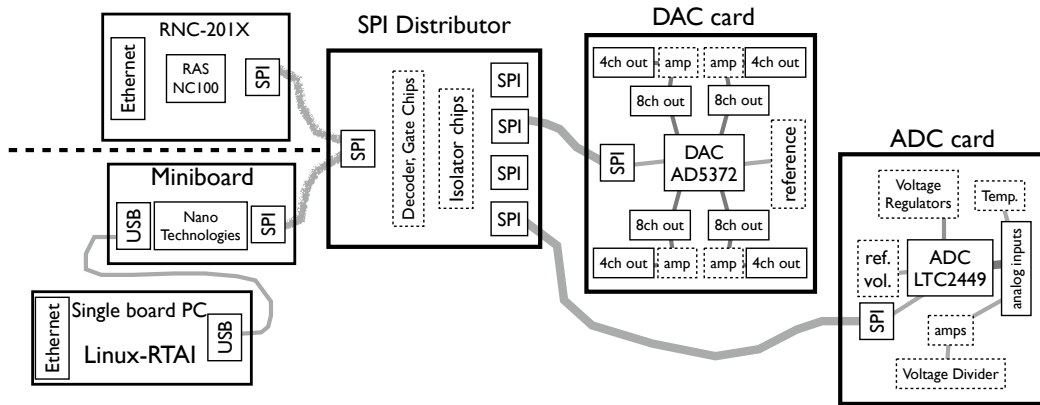 RNC-201X
Ethernet
RAS
NC100
SPI
Miniboard
USB
Nano
Technologies
SPI
Single board PC
Ethernet
USB
Linux-RTAI
SPI Distributor
SPI
Decoder, Gate Chips
Isolator chips
SPI
SPI
SPI
SPI
DAC card
4ch out
amp
amp
4ch out
8ch out
8ch out
SPI
DAC
AD5372
reference
8ch out
8ch out
4ch out
amp
amp
4ch out
ADC card
Voltage
Regulators
Temp.
ref.
vol.
ADC
LTC2449
analog inputs
SPI
amps
Voltage Divider